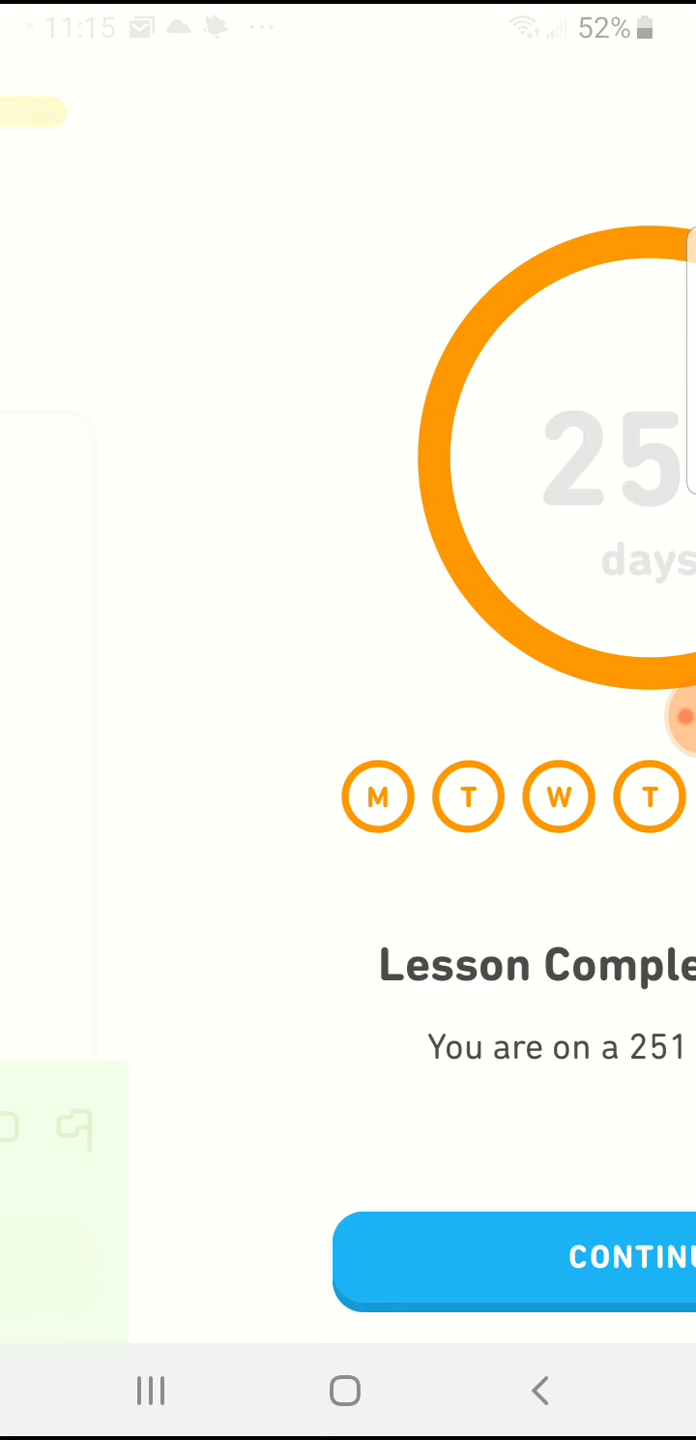 11:15 ... 52%
25
days
M T W T
Lesson Comple
You are on a 251
CONTINU